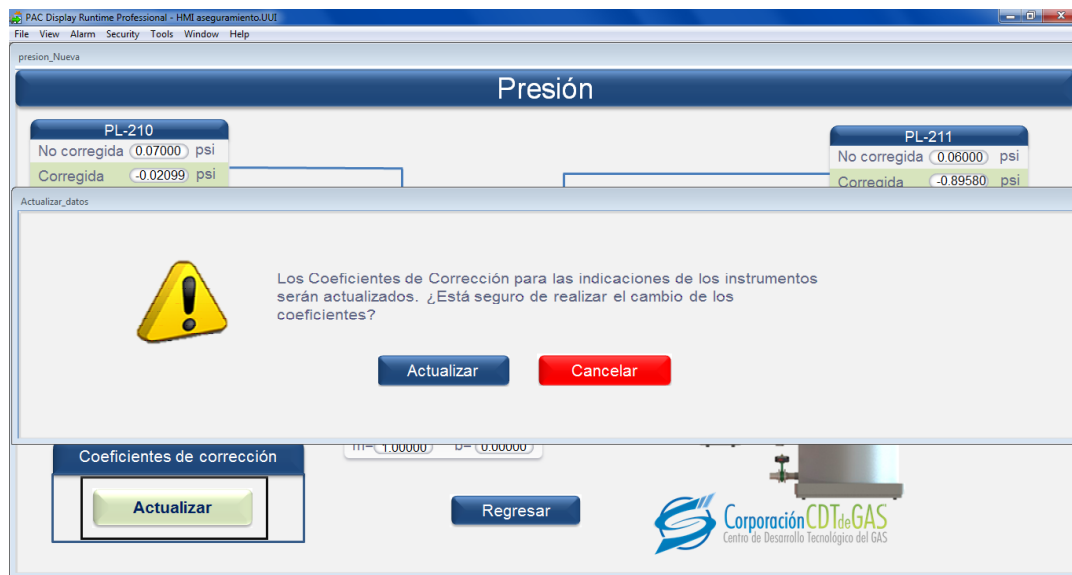 PAC Display Runtime Professional - HMI aseguramiento.UUI
File View Alarm Security Tools Window Help
presion_Nueva
Presión
PL-210
No corregida 0.07000 psi
Corregida -0.02099 psi
PL-211
No corregida 0.06000 psi
Corregida -0.89580 psi
Actualizar_datos
Los Coeficientes de Corrección para las indicaciones de los instrumentos
serán actualizados. ¿Está seguro de realizar el cambio de los
coeficientes?
Actualizar Cancelar
m= 1.00000 b= 0.00000
Coeficientes de corrección
Actualizar
Regresar
Corporación CDT de GAS
Centro de Desarrollo Tecnológico del GAS